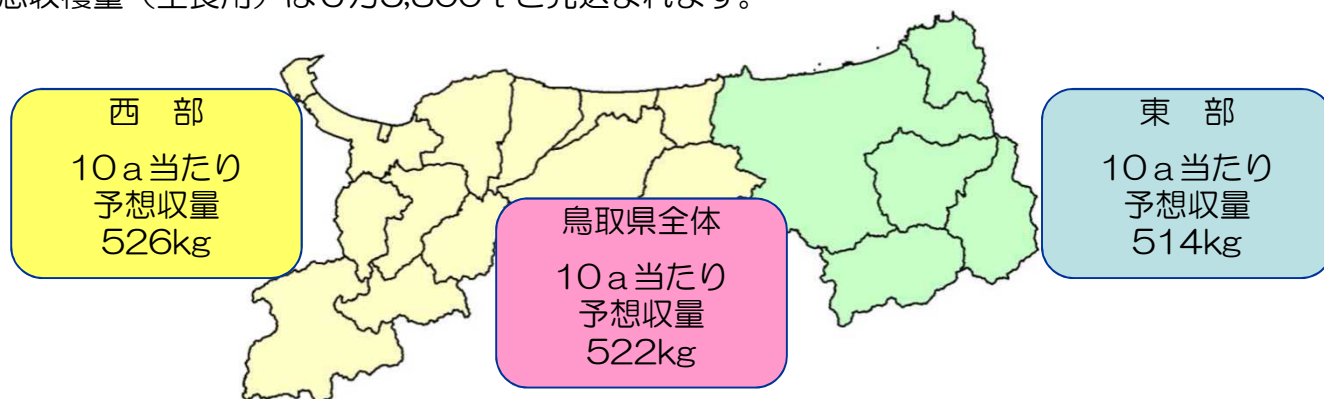 西　部
10a当たり
予想収量
526kg
鳥取県全体
10a当たり
予想収量
522kg
東　部
10a当たり
予想収量
514kg